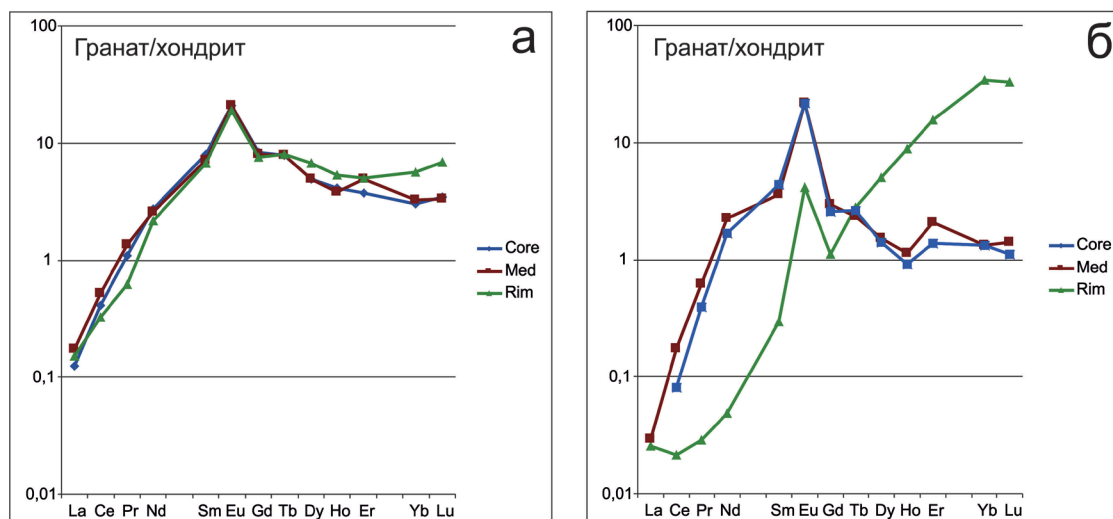 а
Гранат/хондрит
100
10
1
0,1
0,01
La Ce Pr Nd Sm Eu Gd Tb Dy Ho Er Yb Lu
Core
Med
Rim
б
Гранат/хондрит
100
10
1
0,1
0,01
La Ce Pr Nd Sm Eu Gd Tb Dy Ho Er Yb Lu
Core
Med
Rim